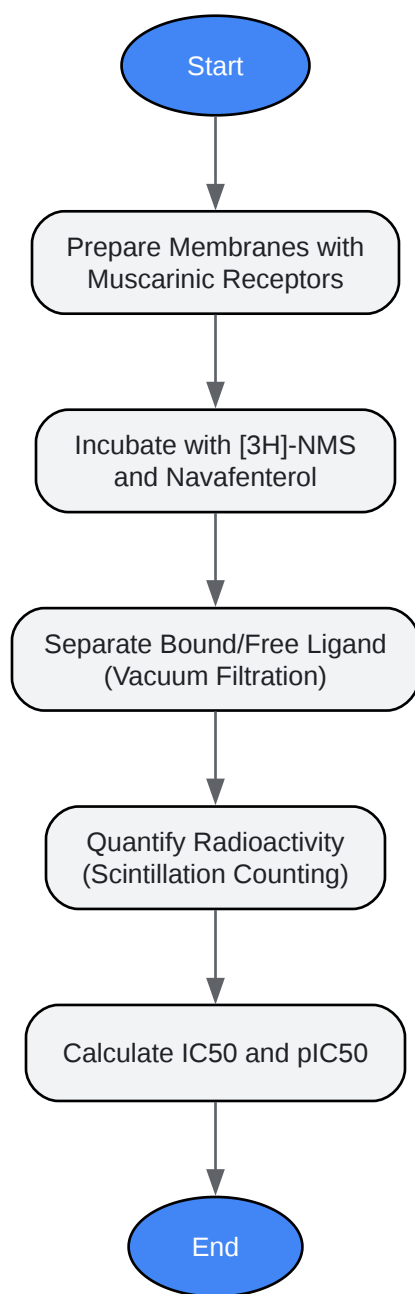 Start
Prepare Membranes with
Muscarinic Receptors
Incubate with [3H]-NMS
and Navafenterol
Separate Bound/Free Ligand
(Vacuum Filtration)
Quantify Radioactivity
(Scintillation Counting)
Calculate IC50 and pIC50
End